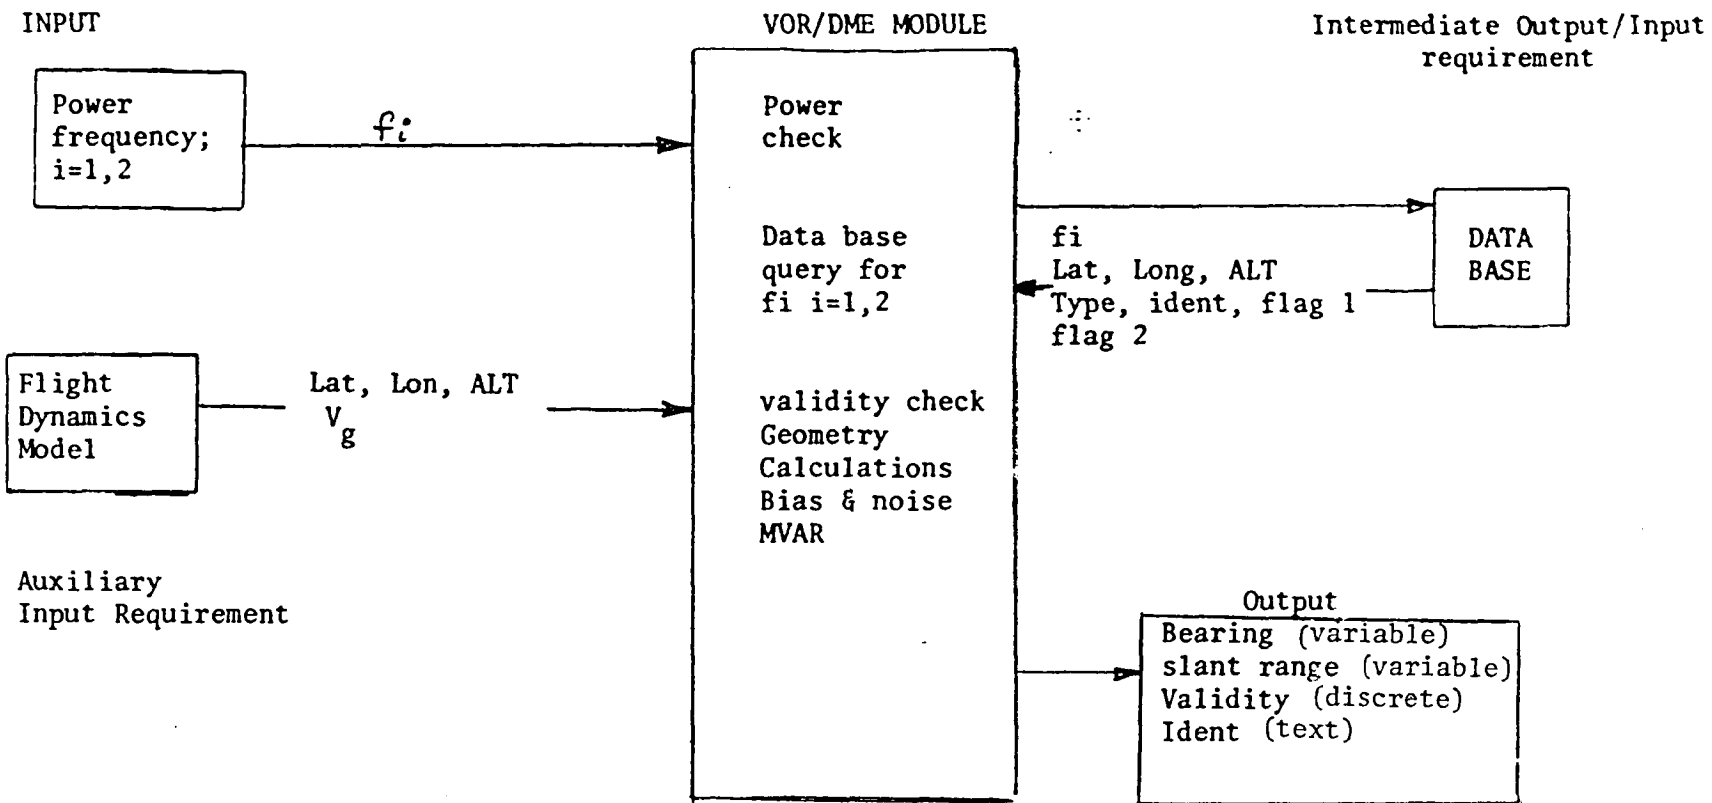 INPUT
VOR/DME MODULE
Intermediate Output/Input
requirement
Power
frequency;
i=1,2
fi
Power
check
Data base
query for
fi i=1,2
fi
Lat, Long, ALT
Type, ident, flag 1
flag 2
DATA
BASE
Flight
Dynamics
Model
Lat, Lon, ALT
Vg
validity check
Geometry
Calculations
Bias & noise
MVAR
Auxiliary
Input Requirement
Output
Bearing (variable)
slant range (variable)
Validity (discrete)
Ident (text)